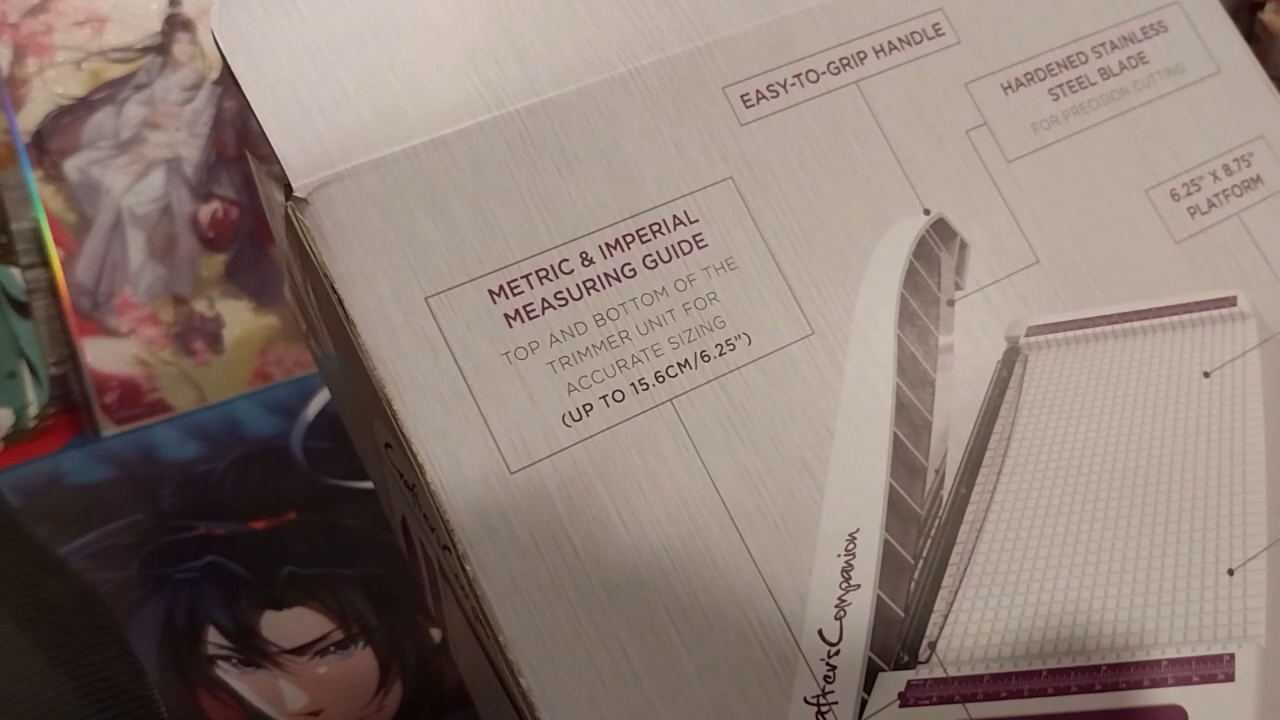 EASY-TO-GRIP HANDLE
HARDENED STAINLESS
STEEL BLADE
FOR PRECISION CUTTING
6.25" X 8.75"
PLATFORM
METRIC & IMPERIAL
MEASURING GUIDE
TOP AND BOTTOM OF THE
TRIMMER UNIT FOR
ACCURATE SIZING
(UP TO 15.6CM/6.25")
Companion